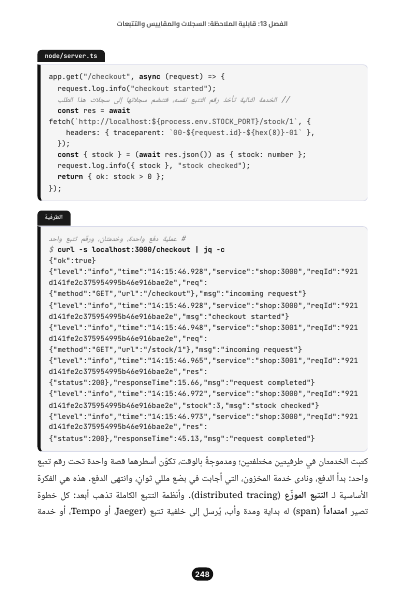 الفصل 13: قابلية الملاحظة: السجلات والمقاييس والتتبعات
node/server.ts
app.get("/checkout", async (request) => {
request.log.info("checkout started");
// الخدمة التالية تأخذ رقم التتبع نفسه، فتنضم سجلاتها إلى سجلات هذا الطلب
const res = await
fetch(`http://localhost:${process.env.STOCK_PORT}/stock/1`, {
headers: { traceparent: `00-${request.id}-${hex(8)}-01` },
});
const { stock } = (await res.json()) as { stock: number };
request.log.info({ stock }, "stock checked");
return { ok: stock > 0 };
});
الطرفية
# عملية دفع واحدة، وخدمتان، ورقم تتبع واحد
$ curl -s localhost:3000/checkout | jq -c
{"ok":true}
{"level":"info","time":"14:15:46.928","service":"shop:3000","reqId":"921
d141fe2c375954995b46e916bae2e","req":
{"method":"GET","url":"/checkout"},"msg":"incoming request"}
{"level":"info","time":"14:15:46.928","service":"shop:3000","reqId":"921
d141fe2c375954995b46e916bae2e","msg":"checkout started"}
{"level":"info","time":"14:15:46.948","service":"shop:3001","reqId":"921
d141fe2c375954995b46e916bae2e","req":
{"method":"GET","url":"/stock/1"},"msg":"incoming request"}
{"level":"info","time":"14:15:46.965","service":"shop:3001","reqId":"921
d141fe2c375954995b46e916bae2e","res":
{"status":200},"responseTime":15.66,"msg":"request completed"}
{"level":"info","time":"14:15:46.972","service":"shop:3000","reqId":"921
d141fe2c375954995b46e916bae2e","stock":3,"msg":"stock checked"}
{"level":"info","time":"14:15:46.973","service":"shop:3000","reqId":"921
d141fe2c375954995b46e916bae2e","res":
{"status":200},"responseTime":45.13,"msg":"request completed"}
كتبت الخدمتان في طرفيتين مختلفتين؛ ومدموجةً بالوقت، تكوّن أسطرهما قصة واحدة تحت رقم تتبع
واحد: بدأ الدفع، ونادى خدمة المخزون، التي أجابت في بضع مللي ثوانٍ، وانتهى الدفع. هذه هي الفكرة
الأساسية لـ التتبع الموزّع (distributed tracing). وأنظمة التتبع الكاملة تذهب أبعد: كل خطوة
تصير امتداداً (span) له بداية ومدة وأب، يُرسل إلى خلفية تتبع (Jaeger، أو Tempo، أو خدمة
248